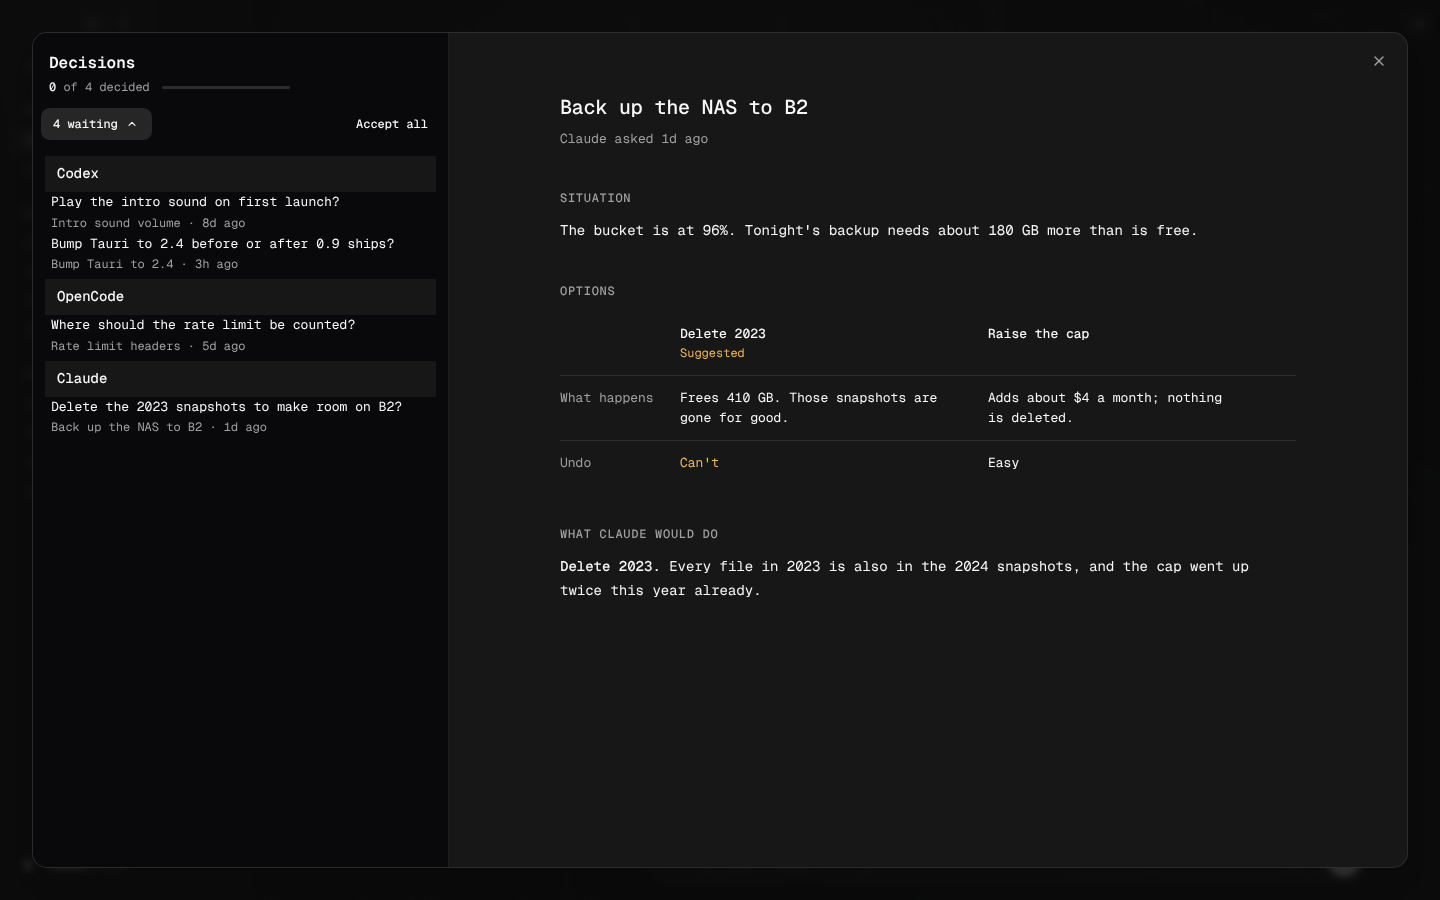 Decisions
0 of 4 decided
4 waiting
Accept all
Codex
Play the intro sound on first launch?
Intro sound volume · 8d ago
Bump Tauri to 2.4 before or after 0.9 ships?
Bump Tauri to 2.4 · 3h ago
OpenCode
Where should the rate limit be counted?
Rate limit headers · 5d ago
Claude
Delete the 2023 snapshots to make room on B2?
Back up the NAS to B2 · 1d ago
Back up the NAS to B2
Claude asked 1d ago
SITUATION
The bucket is at 96%. Tonight's backup needs about 180 GB more than is free.
OPTIONS
Delete 2023
Suggested
Raise the cap
What happens
Frees 410 GB. Those snapshots are
gone for good.
Adds about $4 a month; nothing
is deleted.
Undo
Can't
Easy
WHAT CLAUDE WOULD DO
Delete 2023. Every file in 2023 is also in the 2024 snapshots, and the cap went up
twice this year already.